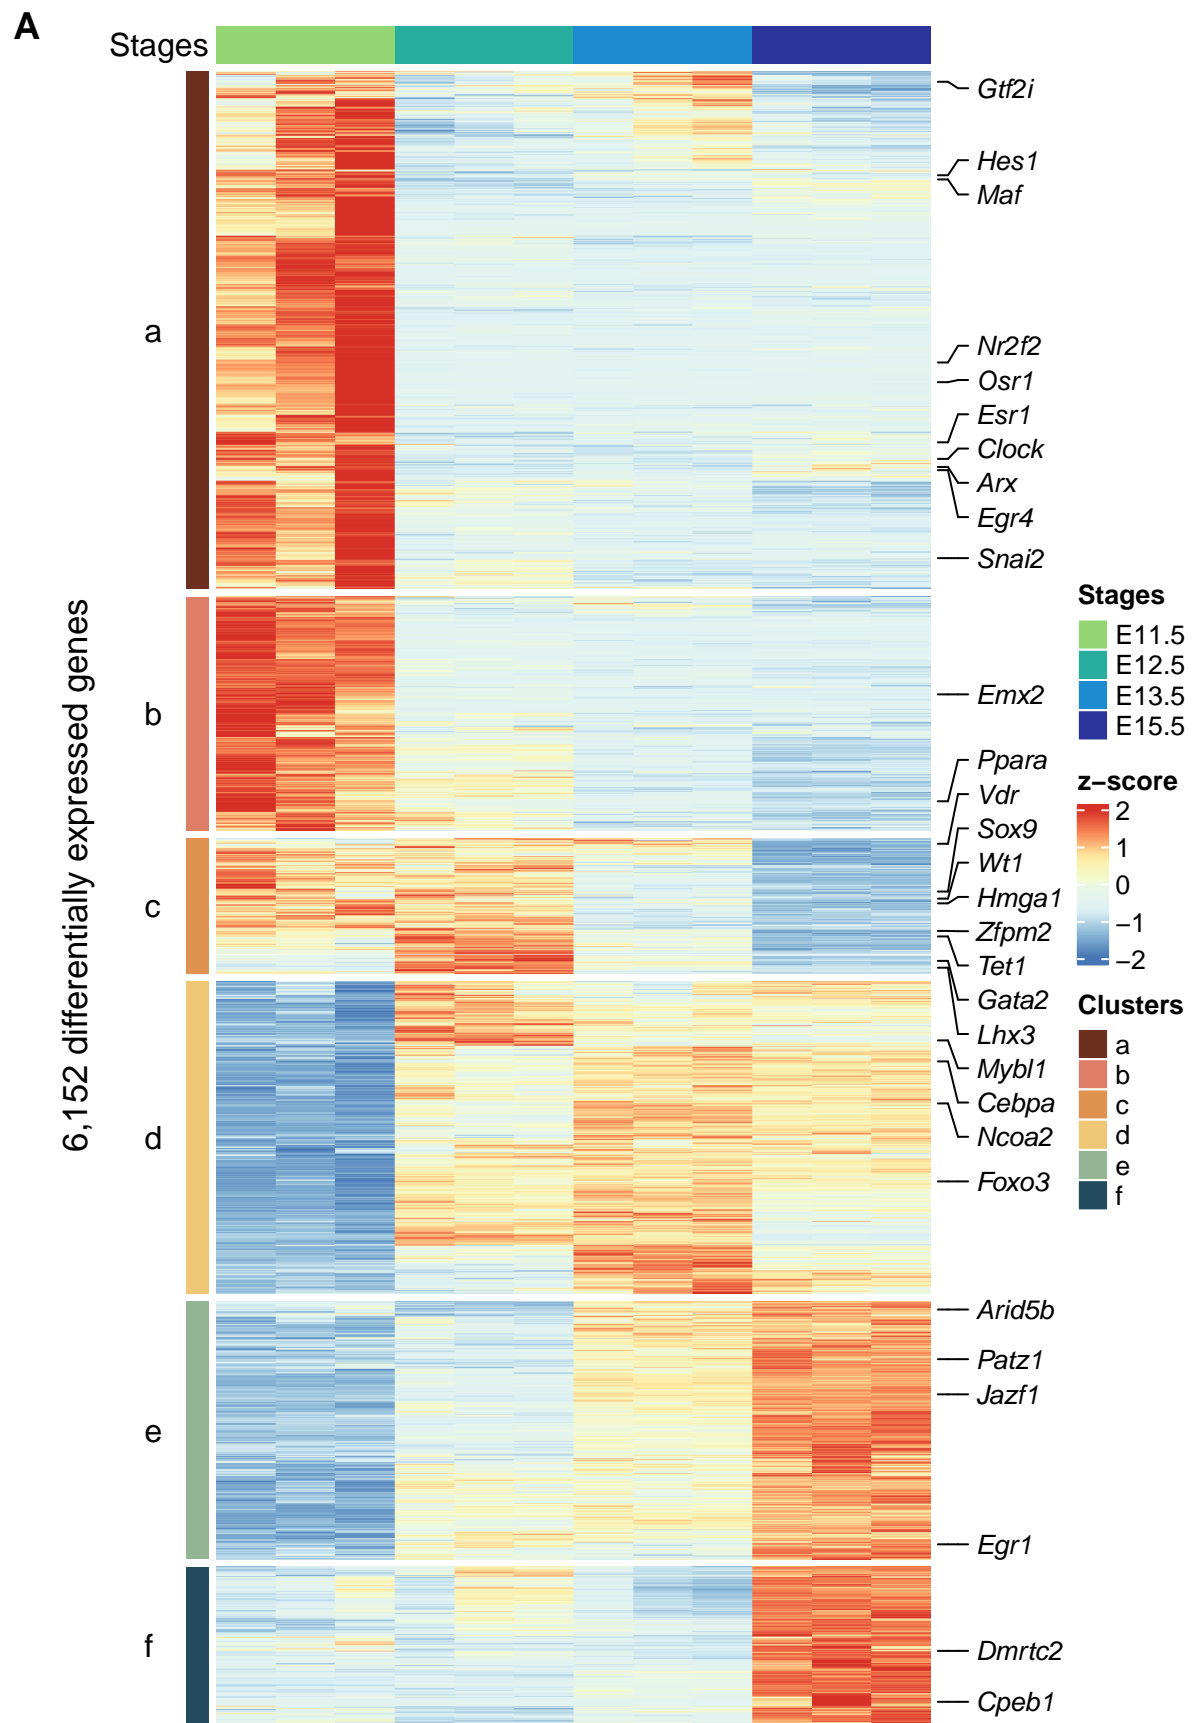 A
Stages
Gtf2i
Hes1
Maf
a
Nr2f2
Osr1
Esr1
Clock
Arx
Egr4
Snai2
6,152 differentially expressed genes
b
Emx2
Ppara
Vdr
Sox9
Wt1
c
Hmga1
Zfpm2
Tet1
Gata2
Lhx3
d
Mybl1
Cebpa
Ncoa2
Foxo3
e
Arid5b
Patz1
Jazf1
Egr1
f
Dmrtc2
Cpeb1
Stages
E11.5
E12.5
E13.5
E15.5
z−score
2
1
0
−1
−2
Clusters
a
b
c
d
e
f